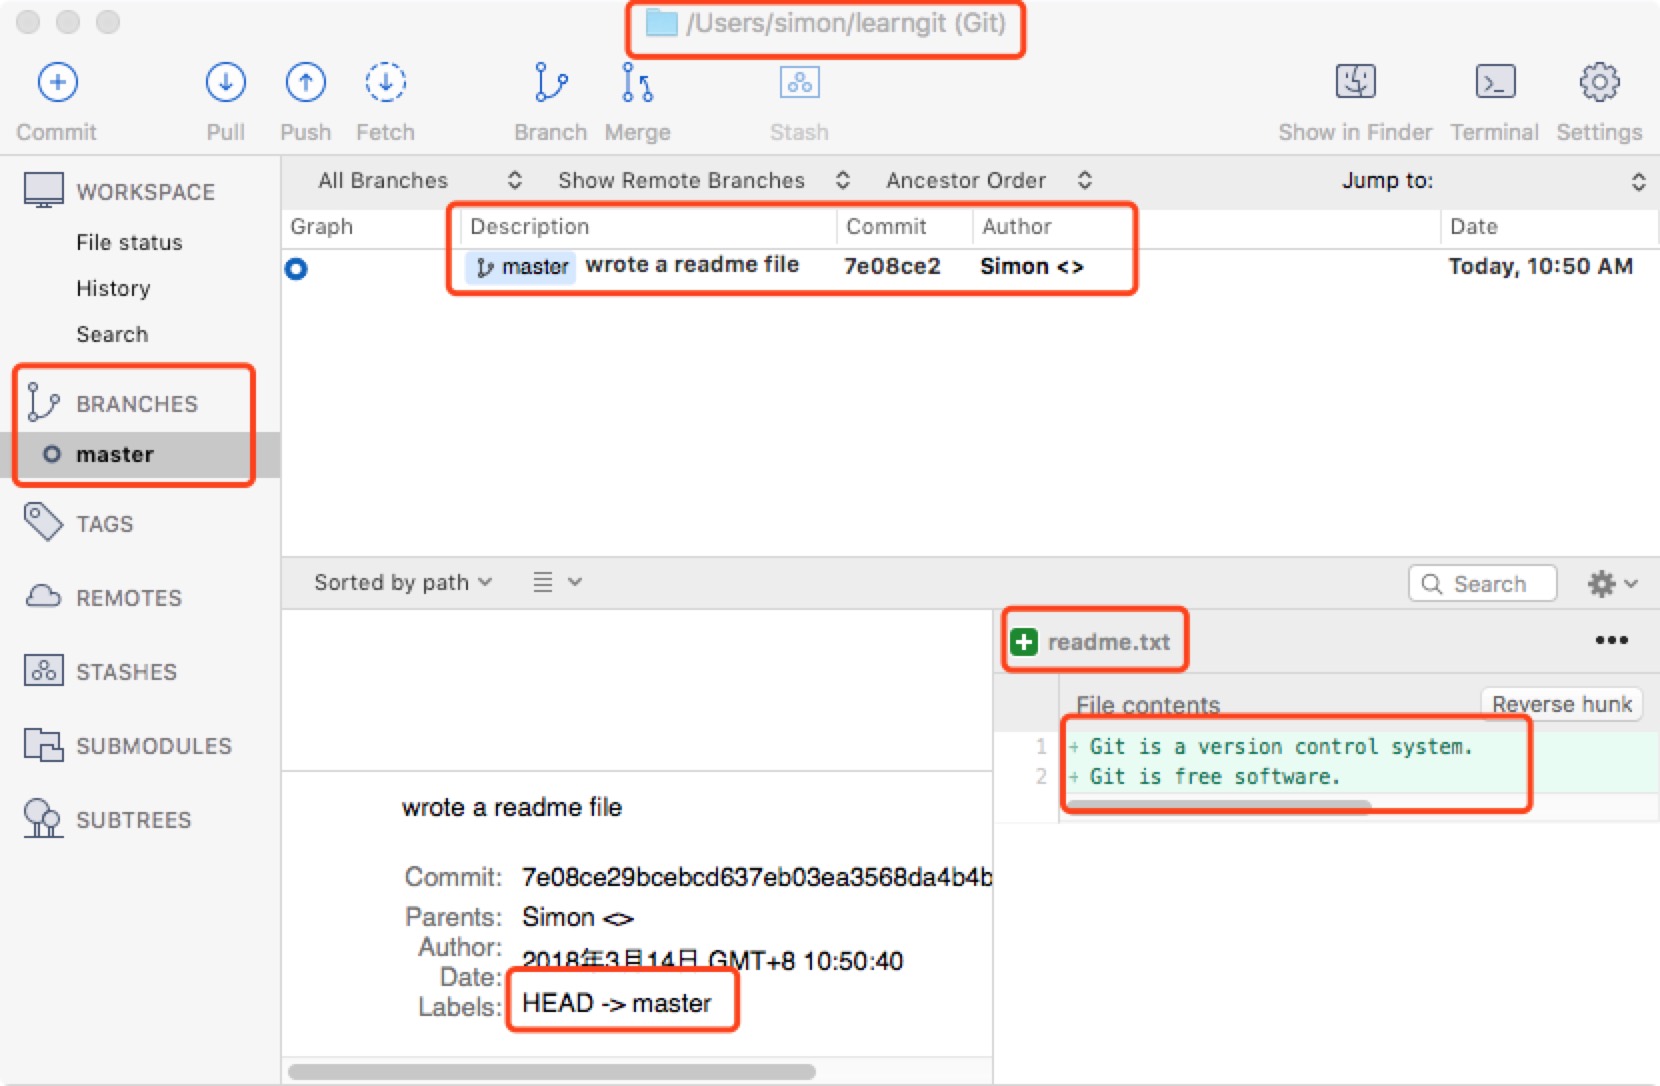 /Users/simon/learngit (Git)
Commit Pull Push Fetch Branch Merge Stash Show in Finder Terminal Settings
WORKSPACE
File status
History
Search
BRANCHES
master
TAGS
REMOTES
STASHES
SUBMODULES
SUBTREES
All Branches Show Remote Branches Ancestor Order Jump to:
Graph Description Commit Author Date
master wrote a readme file 7e08ce2 Simon <> Today, 10:50 AM
Sorted by path Search
wrote a readme file
Commit: 7e08ce29bcebcd637eb03ea3568da4b4b
Parents: Simon <>
Author:
2018年3月14日 GMT+8 10:50:40
Date:
Labels: HEAD -> master
readme.txt
File contents Reverse hunk
1 + Git is a version control system.
2 + Git is free software.